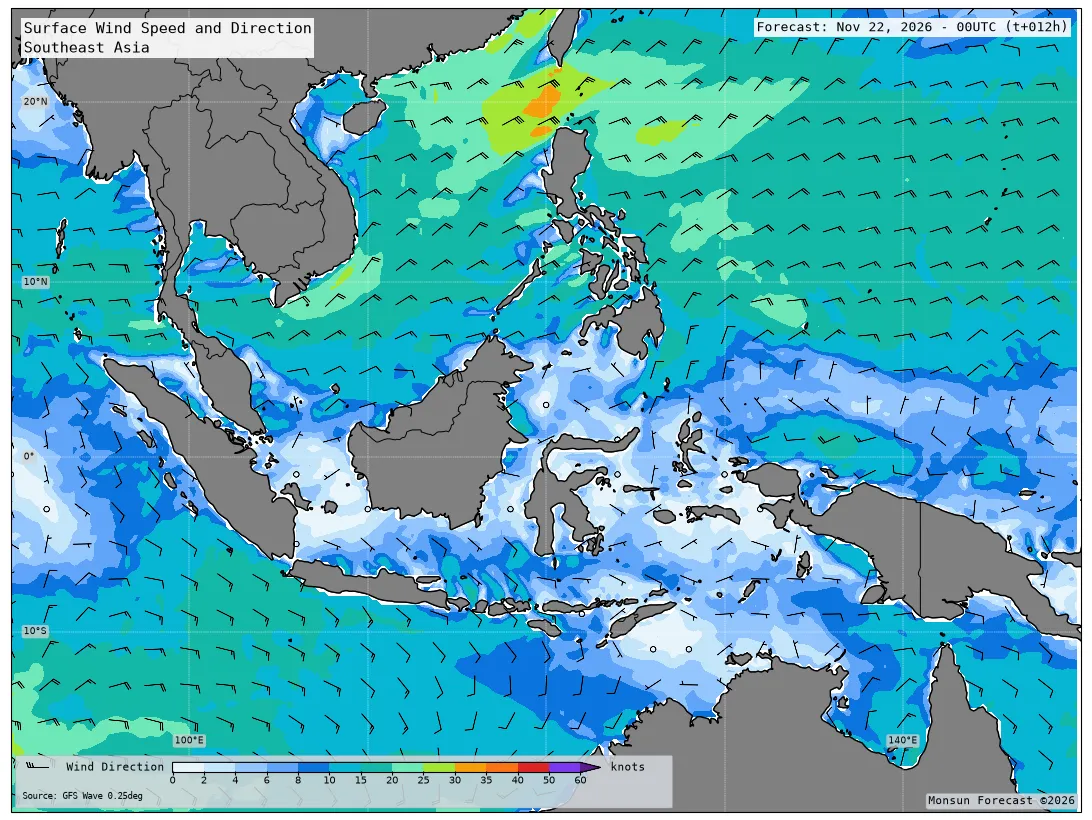 Surface Wind Speed and Direction
Southeast Asia
Forecast: Nov 22, 2026 - 00UTC (t+012h)
20°N
10°N
0°
10°S
100°E
140°E
Wind Direction
0 2 4 6 8 10 15 20 25 30 35 40 50 60
knots
Source: GFS Wave 0.25deg
Monsun Forecast ©2026